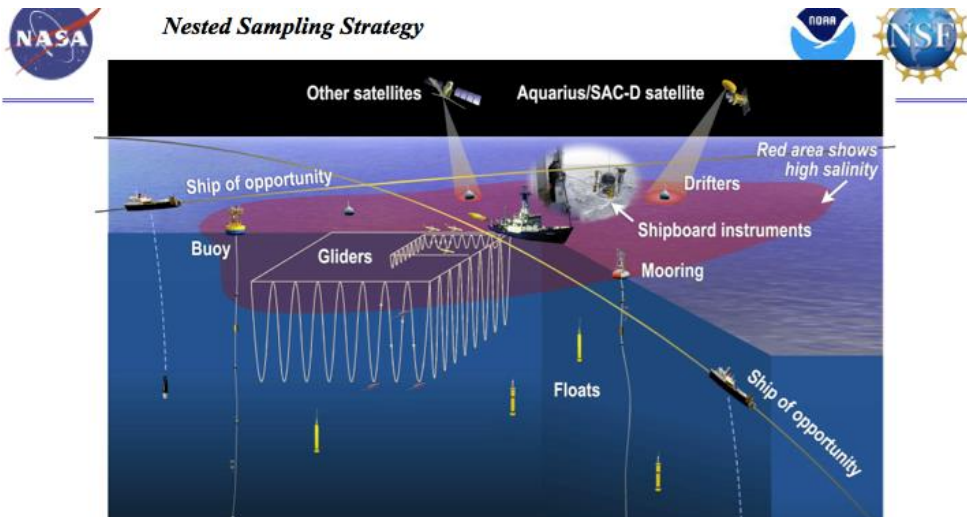 NASA
Nested Sampling Strategy
NOAA
NSF
Other satellites
Aquarius/SAC-D satellite
Red area shows
high salinity
Ship of opportunity
Drifters
Shipboard instruments
Buoy
Gliders
Mooring
Floats
Ship of opportunity